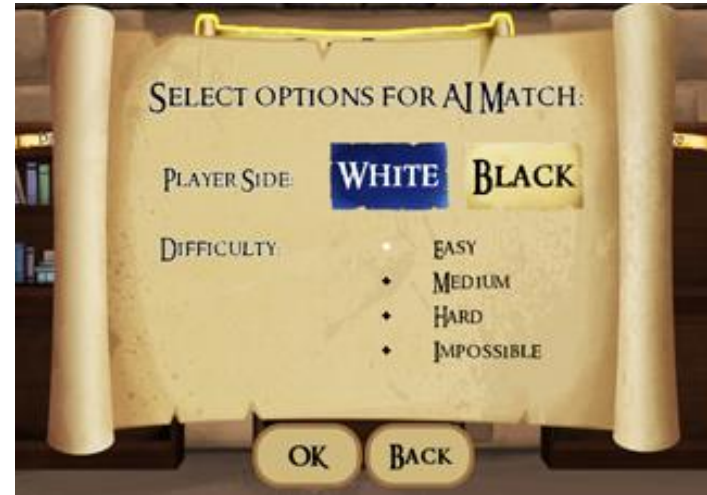 SELECT OPTIONS FOR AI MATCH:
PLAYER SIDE: WHITE BLACK
DIFFICULTY: EASY
MEDIUM
HARD
IMPOSSIBLE
OK BACK